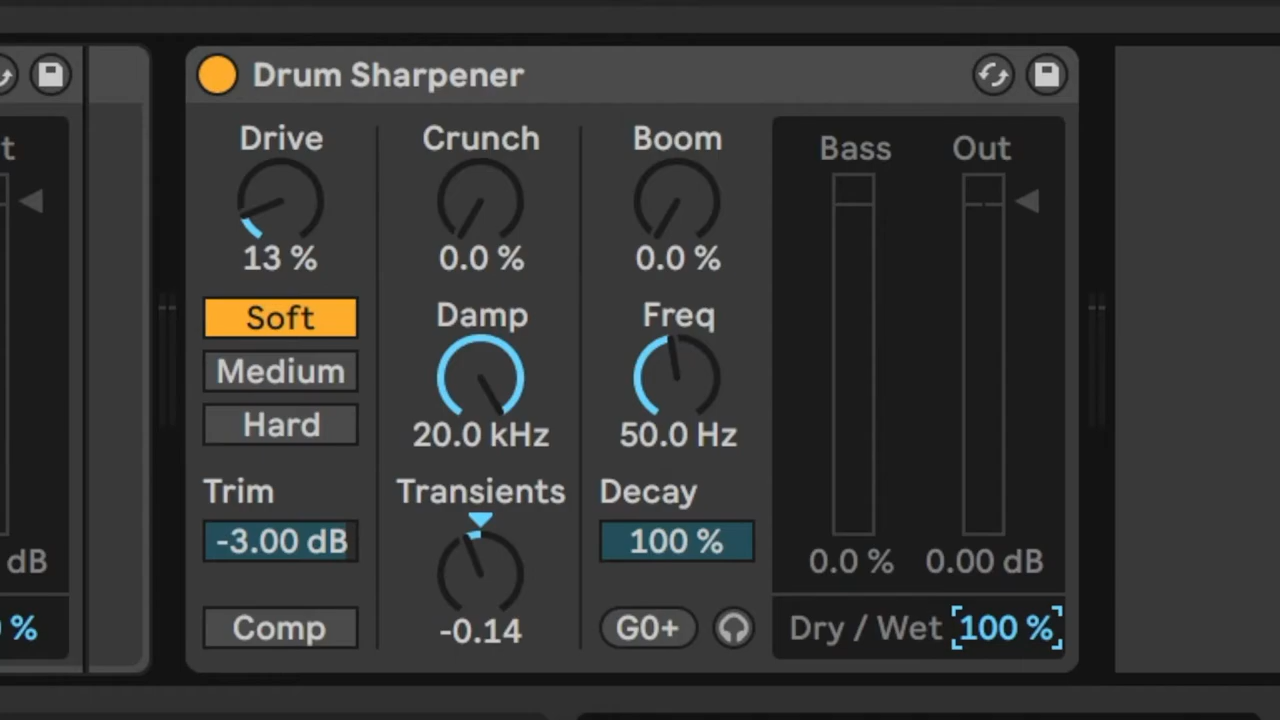 Drum Sharpener
t
dB
%
Drive
13 %
Soft
Medium
Hard
Trim
-3.00 dB
Comp
Crunch
0.0 %
Damp
20.0 kHz
Transients
-0.14
Boom
0.0 %
Freq
50.0 Hz
Decay
100 %
G0+
Bass Out
0.0 % 0.00 dB
Dry / Wet 100 %